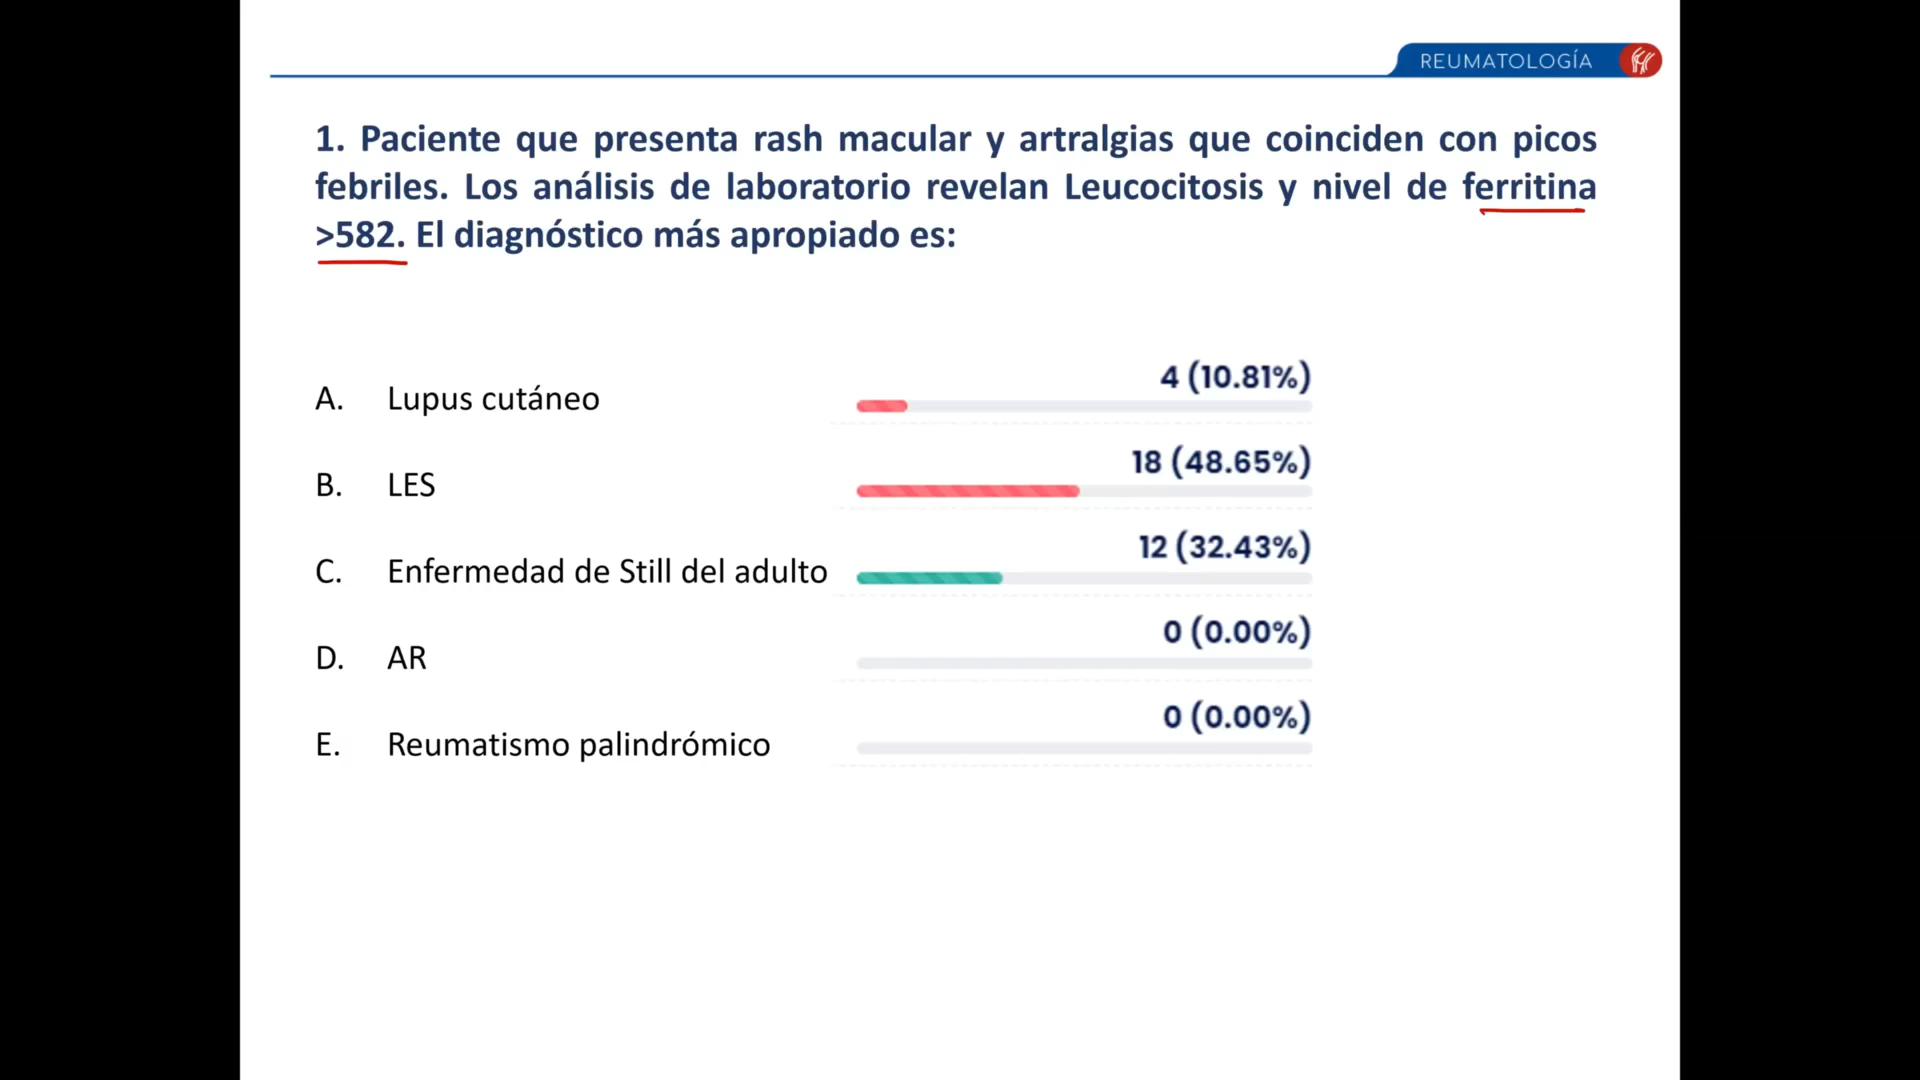 REUMATOLOGÍA
1. Paciente que presenta rash macular y artralgias que coinciden con picos
febriles. Los análisis de laboratorio revelan Leucocitosis y nivel de ferritina
>582. El diagnóstico más apropiado es:
A. Lupus cutáneo 4 (10.81%)
B. LES 18 (48.65%)
C. Enfermedad de Still del adulto 12 (32.43%)
D. AR 0 (0.00%)
E. Reumatismo palindrómico 0 (0.00%)